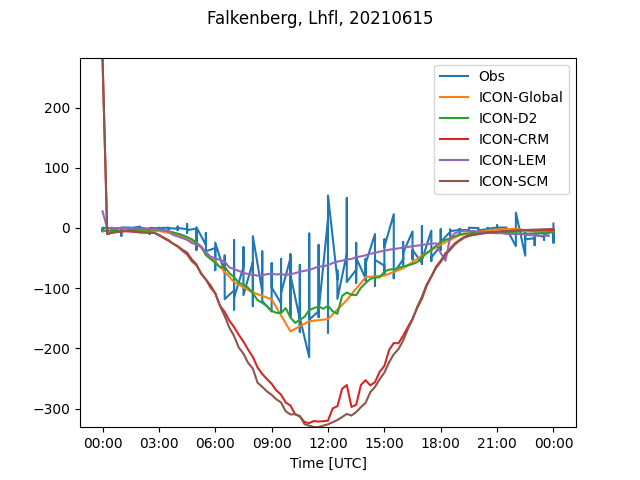 Falkenberg, Lhfl, 20210615
Obs
ICON-Global
ICON-D2
ICON-CRM
ICON-LEM
ICON-SCM
200
100
0
−100
−200
−300
00:00 03:00 06:00 09:00 12:00 15:00 18:00 21:00 00:00
Time [UTC]